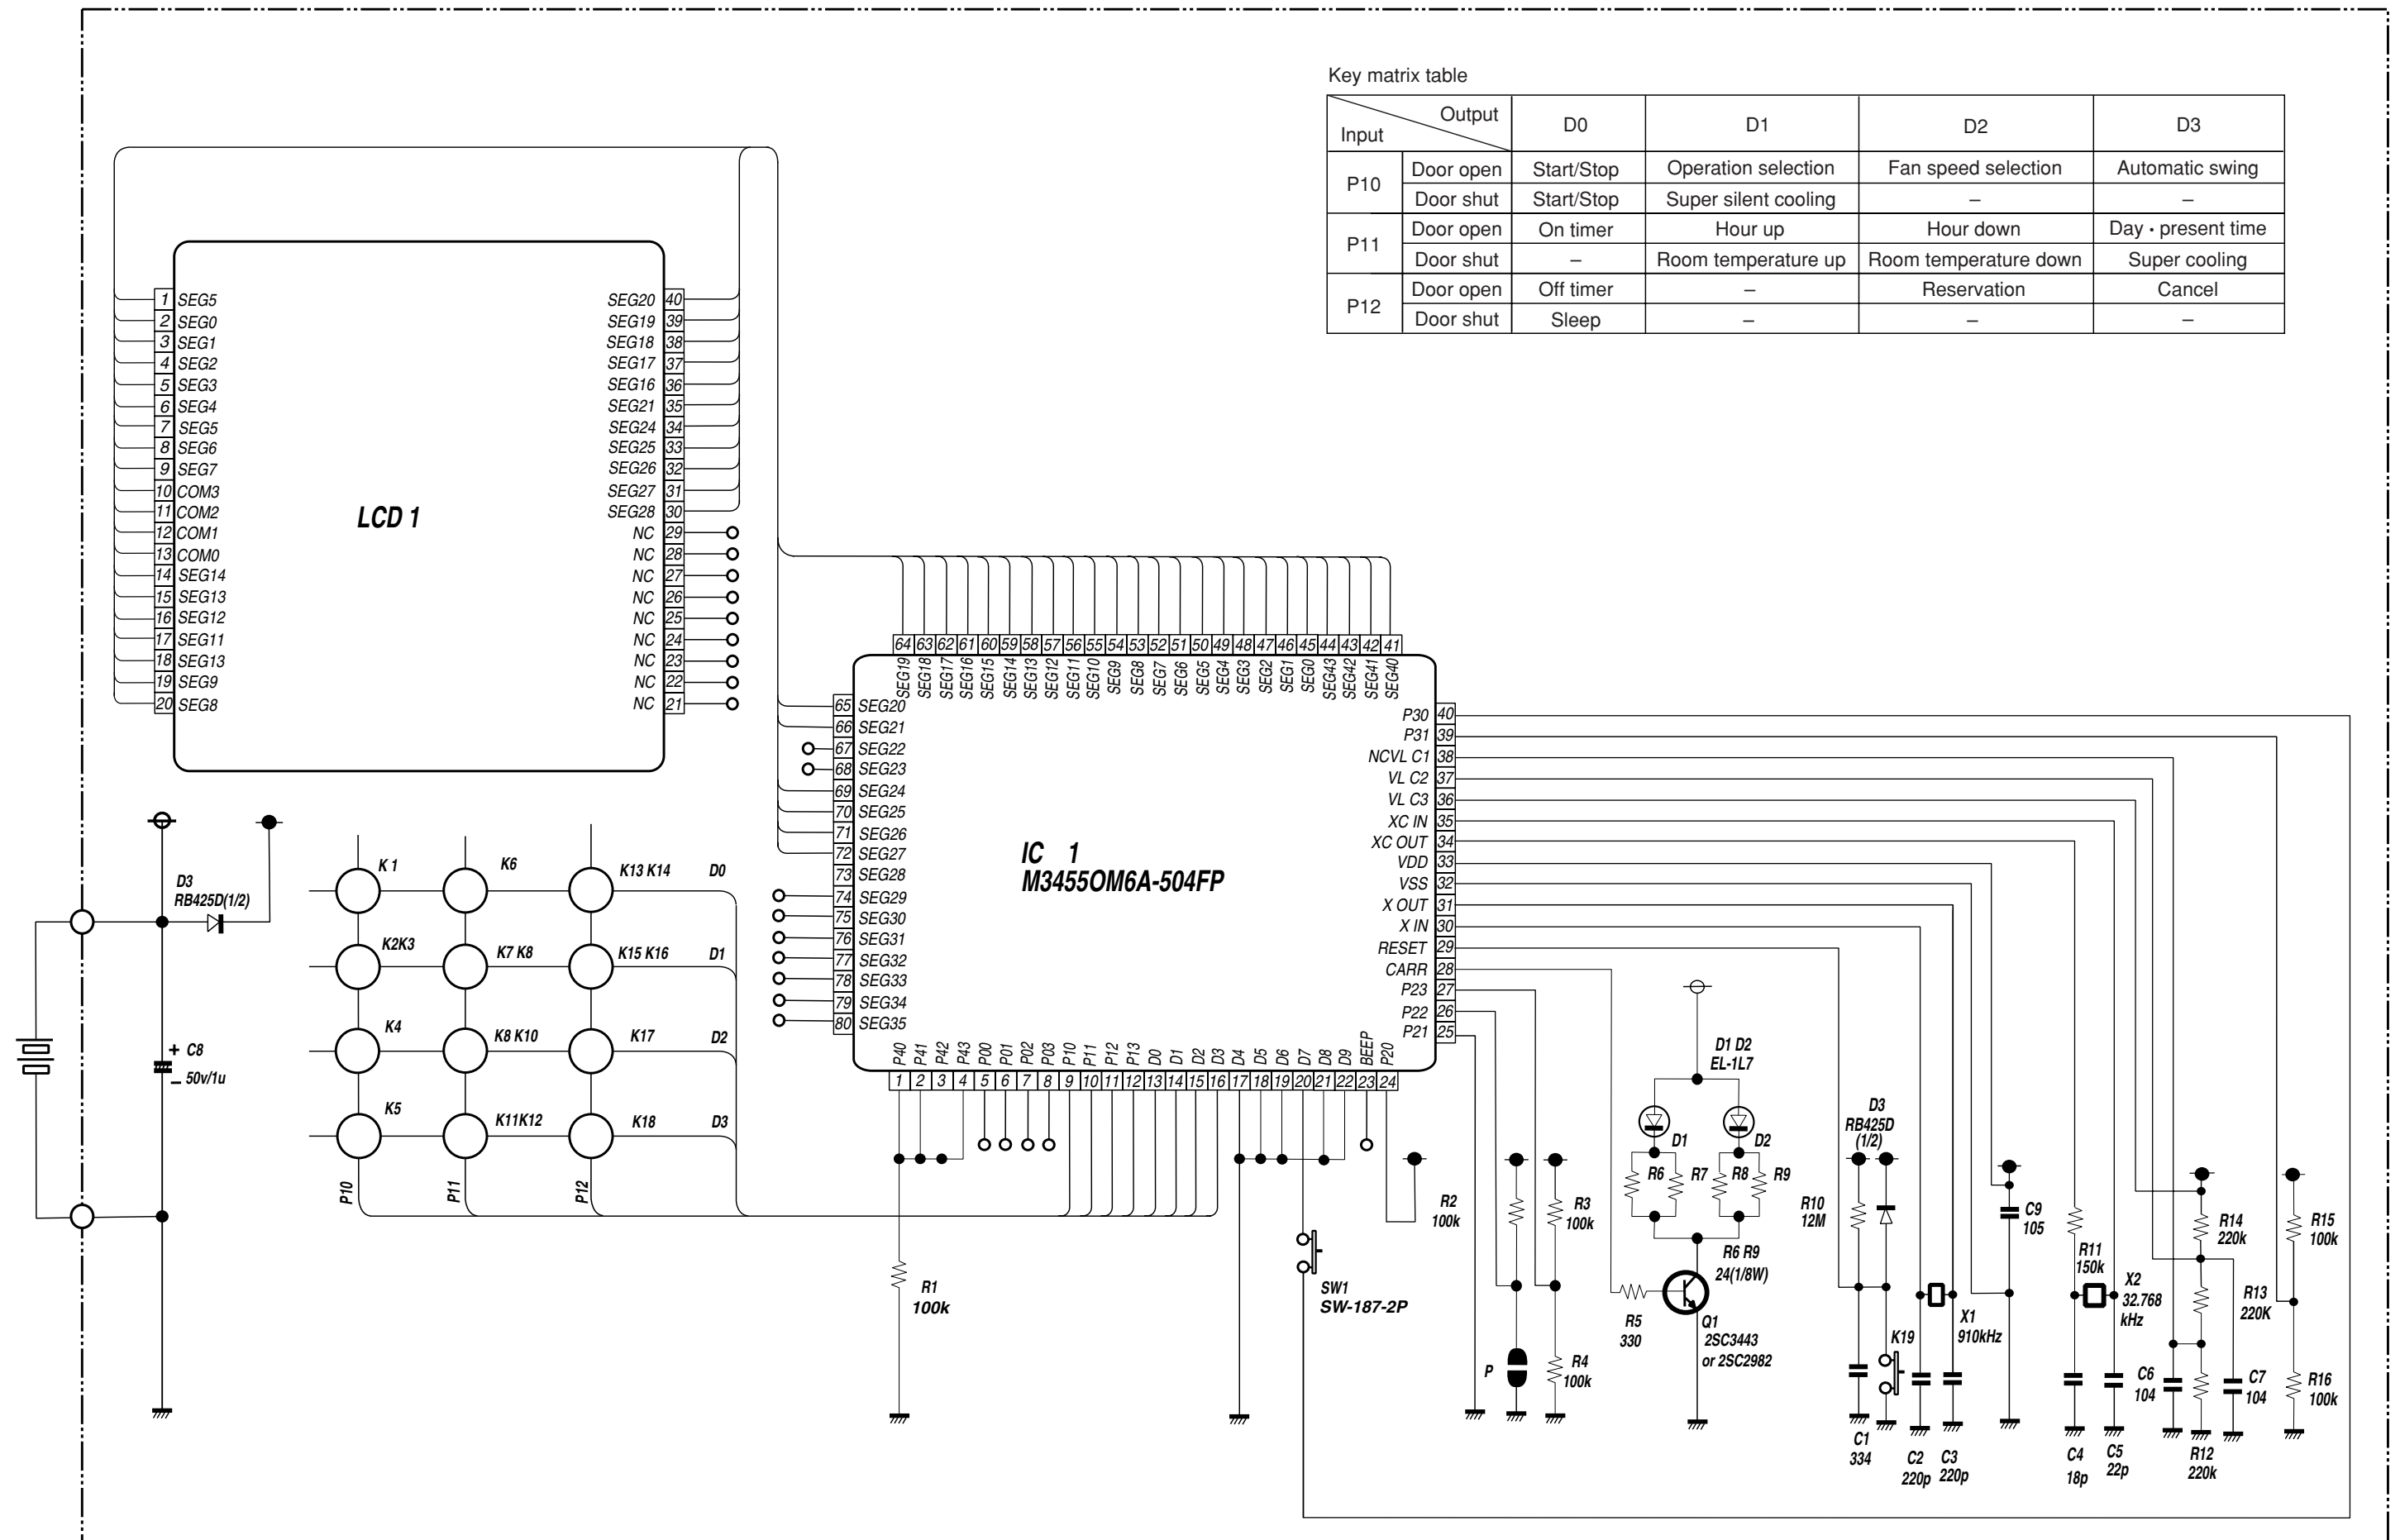 Key matrix table
Output
Input
D0 D1 D2 D3
P10 Door open Start/Stop Operation selection Fan speed selection Automatic swing
Door shut Start/Stop Super silent cooling – –
P11 Door open On timer Hour up Hour down Day • present time
Door shut – Room temperature up Room temperature down Super cooling
P12 Door open Off timer – Reservation Cancel
Door shut Sleep – – –
LCD 1
1 SEG5
2 SEG0
3 SEG1
4 SEG2
5 SEG3
6 SEG4
7 SEG5
8 SEG6
9 SEG7
10 COM3
11 COM2
12 COM1
13 COM0
14 SEG14
15 SEG13
16 SEG12
17 SEG11
18 SEG13
19 SEG9
20 SEG8
SEG20 40
SEG19 39
SEG18 38
SEG17 37
SEG16 36
SEG21 35
SEG24 34
SEG25 33
SEG26 32
SEG27 31
SEG28 30
NC 29
NC 28
NC 27
NC 26
NC 25
NC 24
NC 23
NC 22
NC 21
64 63 62 61 60 59 58 57 56 55 54 53 52 51 50 49 48 47 46 45 44 43 42 41
SEG19 SEG18 SEG17 SEG16 SEG15 SEG14 SEG13 SEG12 SEG11 SEG10 SEG9 SEG8 SEG7 SEG6 SEG5 SEG4 SEG3 SEG2 SEG1 SEG0 SEG43 SEG42 SEG41 SEG40
65 SEG20
66 SEG21
67 SEG22
68 SEG23
69 SEG24
70 SEG25
71 SEG26
72 SEG27
73 SEG28
74 SEG29
75 SEG30
76 SEG31
77 SEG32
78 SEG33
79 SEG34
80 SEG35
IC 1
M3455OM6A-504FP
P30 40
P31 39
NCVL C1 38
VL C2 37
VL C3 36
XC IN 35
XC OUT 34
VDD 33
VSS 32
X OUT 31
X IN 30
RESET 29
CARR 28
P23 27
P22 26
P21 25
P40 P41 P42 P43 P00 P01 P02 P03 P10 P11 P12 P13 D0 D1 D2 D3 D4 D5 D6 D7 D8 D9 BEEP P20
1 2 3 4 5 6 7 8 9 10 11 12 13 14 15 16 17 18 19 20 21 22 23 24
D3
RB425D(1/2)
+ C8
– 50v/1u
K 1 K6 K13 K14 D0
K2K3 K7 K8 K15 K16 D1
K4 K8 K10 K17 D2
K5 K11K12 K18 D3
P10 P11 P12
R1
100k
SW1
SW-187-2P
R2
100k
R3
100k
P
R4
100k
D1 D2
EL-1L7
D1 D2
R6 R7 R8 R9
R6 R9
24(1/8W)
R5
330
Q1
2SC3443
or 2SC2982
D3
RB425D
(1/2)
R10
12M
K19
C1
334
X1
910kHz
C2
220p
C3
220p
C9
105
R11
150k
X2
32.768
kHz
C4
18p
C5
22p
R14
220k
R13
220K
C6
104
C7
104
R12
220k
R15
100k
R16
100k